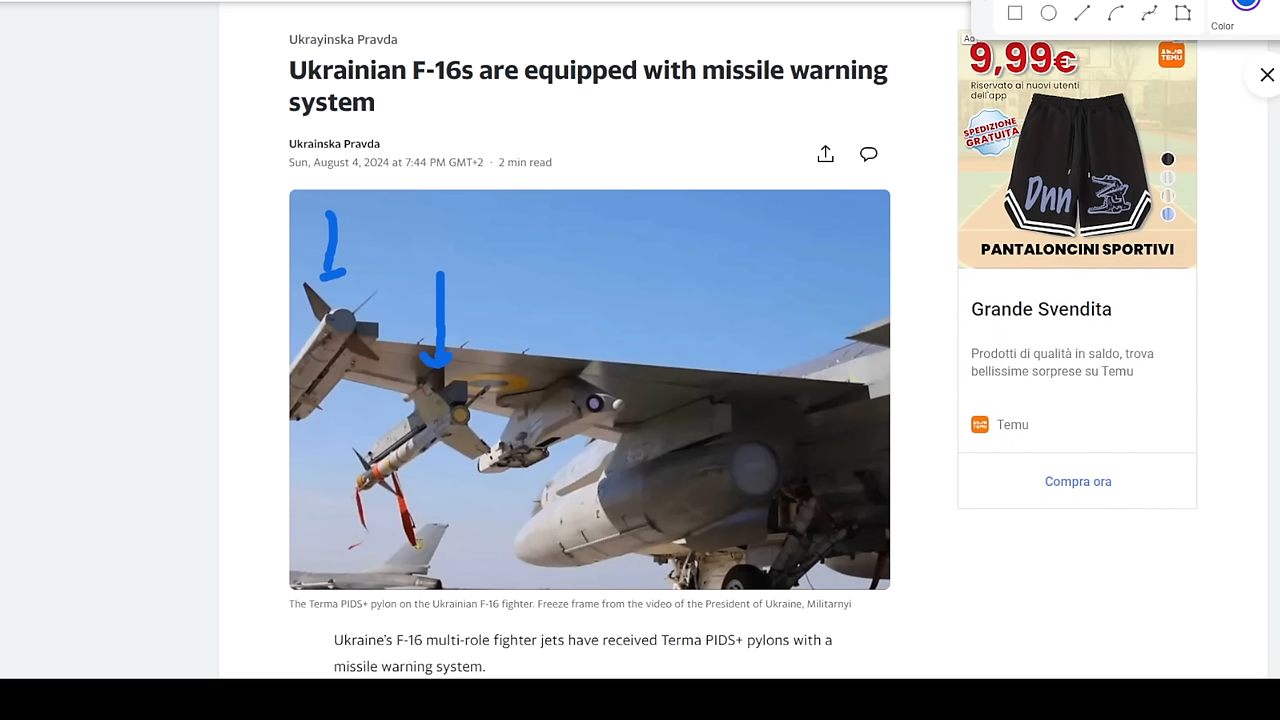 Color
Ukrayinska Pravda
Ukrainian F-16s are equipped with missile warning
system
Ukrainska Pravda
Sun, August 4, 2024 at 7:44 PM GMT+2 · 2 min read
1
The Terma PIDS+ pylon on the Ukrainian F-16 fighter. Freeze frame from the video of the President of Ukraine, Militarnyi
Ukraine's F-16 multi-role fighter jets have received Terma PIDS+ pylons with a
missile warning system.
Ad
9,99€
TEMU
Riservato ai nuovi utenti
dell'app
SPEDIZIONE
GRATUITA
Dnn
PANTALONCINI SPORTIVI
Grande Svendita
Prodotti di qualità in saldo, trova
bellissime sorprese su Temu
Temu
Compra ora